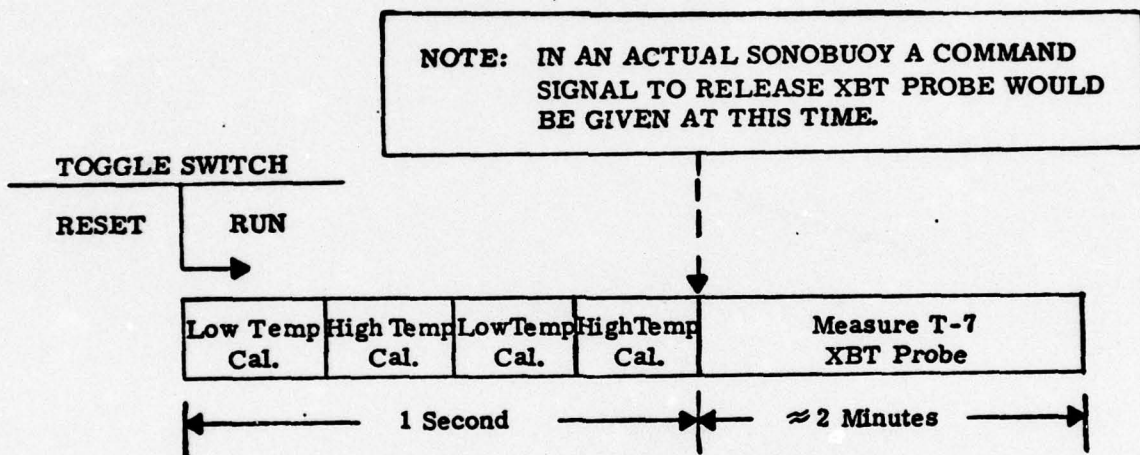 NOTE: IN AN ACTUAL SONOBUOY A COMMAND
SIGNAL TO RELEASE XBT PROBE WOULD
BE GIVEN AT THIS TIME.
TOGGLE SWITCH
RESET RUN
Low Temp Cal.
High Temp Cal.
LowTemp Cal.
HighTemp Cal.
Measure T-7
XBT Probe
1 Second
≈2 Minutes